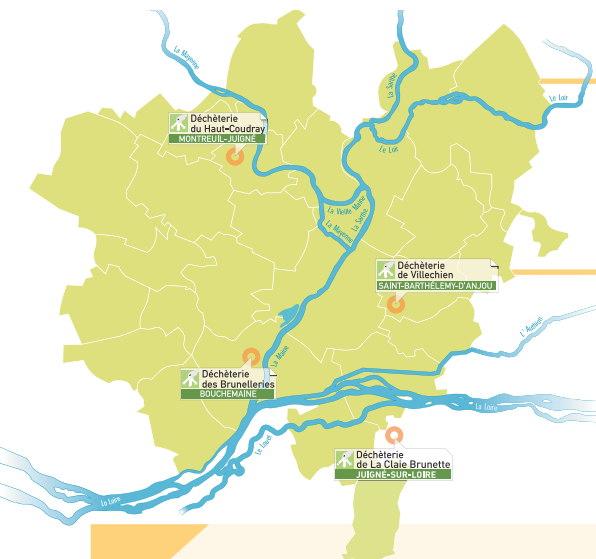 La Mayenne
La Sarthe
Le Loir
Le Loir
Déchèterie
du Haut-Coudray
MONTREUIL-JUIGNÉ
La Vieille Maine
La Sarthe
La Mayenne
Déchèterie
de Villechien
SAINT-BARTHÉLEMY-D'ANJOU
L'Authion
La Maine
Déchèterie
des Brunelleries
BOUCHEMAINE
La Loire
Le Louet
Déchèterie
de La Claie Brunette
JUIGNÉ-SUR-LOIRE
La Loire